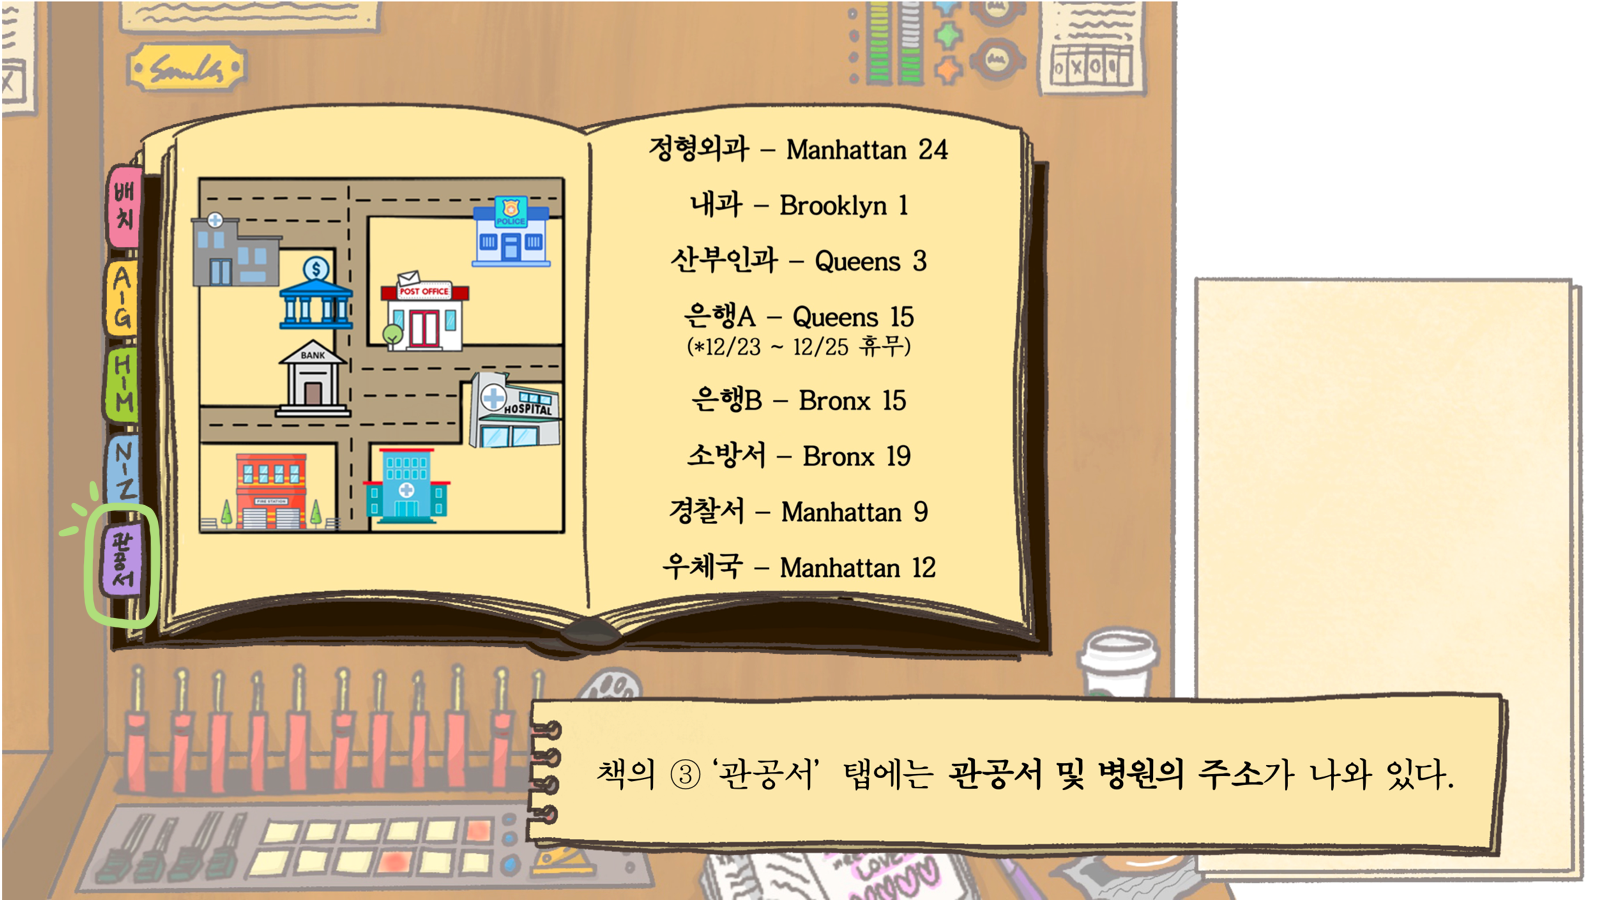 배치
A-G
H-M
N-Z
관공서
POLICE
$
POST OFFICE
BANK
HOSPITAL
FIRE STATION
정형외과 – Manhattan 24
내과 – Brooklyn 1
산부인과 – Queens 3
은행A – Queens 15
(*12/23 ~ 12/25 휴무)
은행B – Bronx 15
소방서 – Bronx 19
경찰서 – Manhattan 9
우체국 – Manhattan 12
책의 ③ ‘관공서’ 탭에는 관공서 및 병원의 주소가 나와 있다.
LOVE